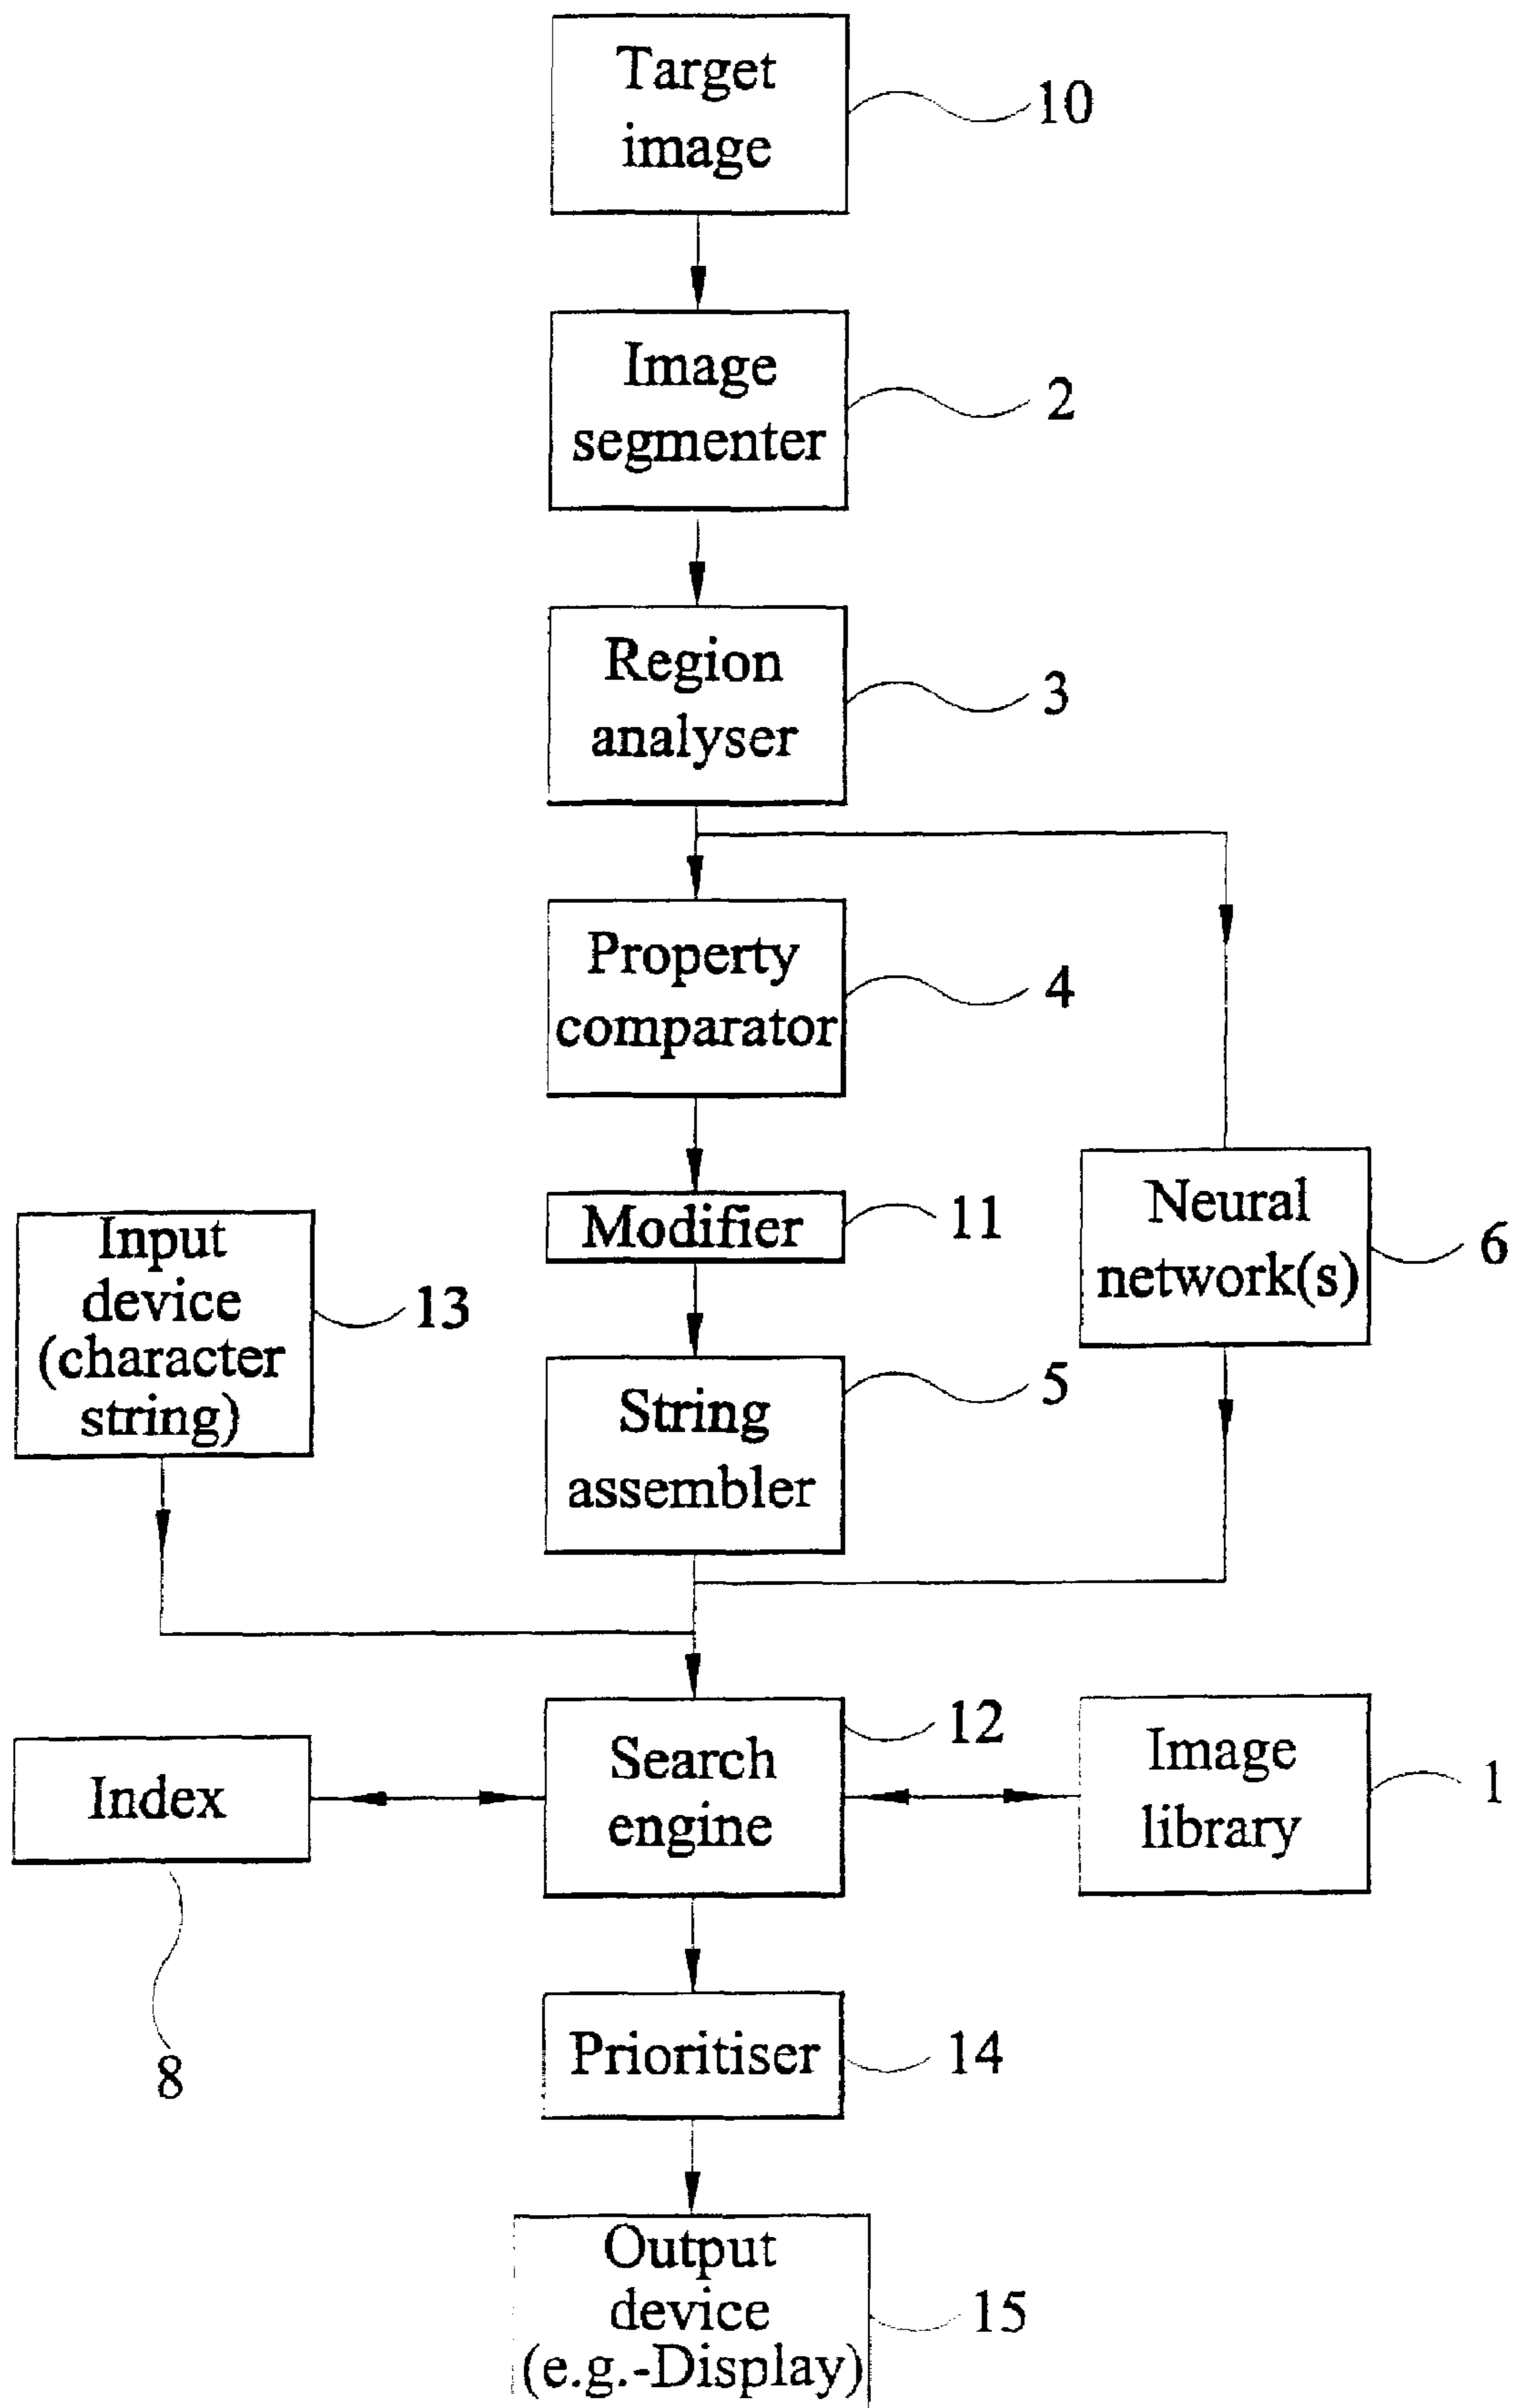 Target
image
10
Image
segmenter
2
Region
analyser
3
Property
comparator
4
Modifier
11
Neural
network(s)
6
Input
device
(character
string)
13
String
assembler
5
Search
engine
12
Index
8
Image
library
1
Prioritiser
14
Output
device
(e.g.-Display)
15